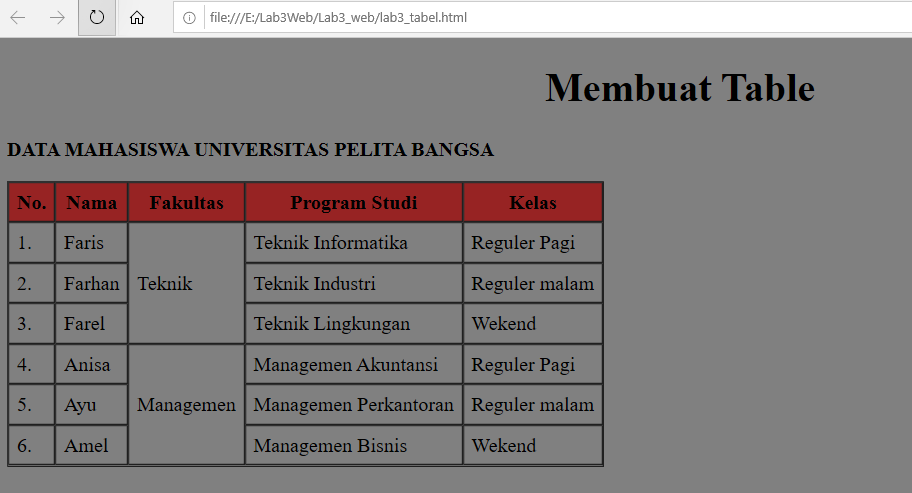 file:///E:/Lab3Web/Lab3_web/lab3_tabel.html
Membuat Table
DATA MAHASISWA UNIVERSITAS PELITA BANGSA
No. Nama Fakultas Program Studi Kelas
1. Faris Teknik Informatika Reguler Pagi
2. Farhan Teknik Teknik Industri Reguler malam
3. Farel Teknik Lingkungan Wekend
4. Anisa Managemen Akuntansi Reguler Pagi
5. Ayu Managemen Managemen Perkantoran Reguler malam
6. Amel Managemen Bisnis Wekend